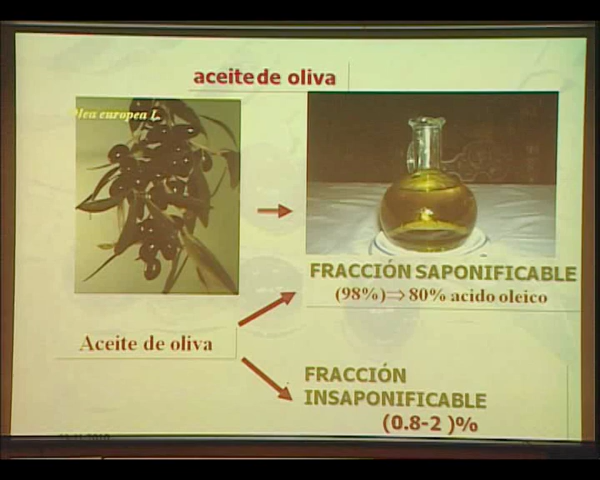 aceite de oliva
Olea europea L.
FRACCIÓN SAPONIFICABLE
(98%)⇒80% acido oleico
Aceite de oliva
FRACCIÓN
INSAPONIFICABLE
(0.8-2 )%